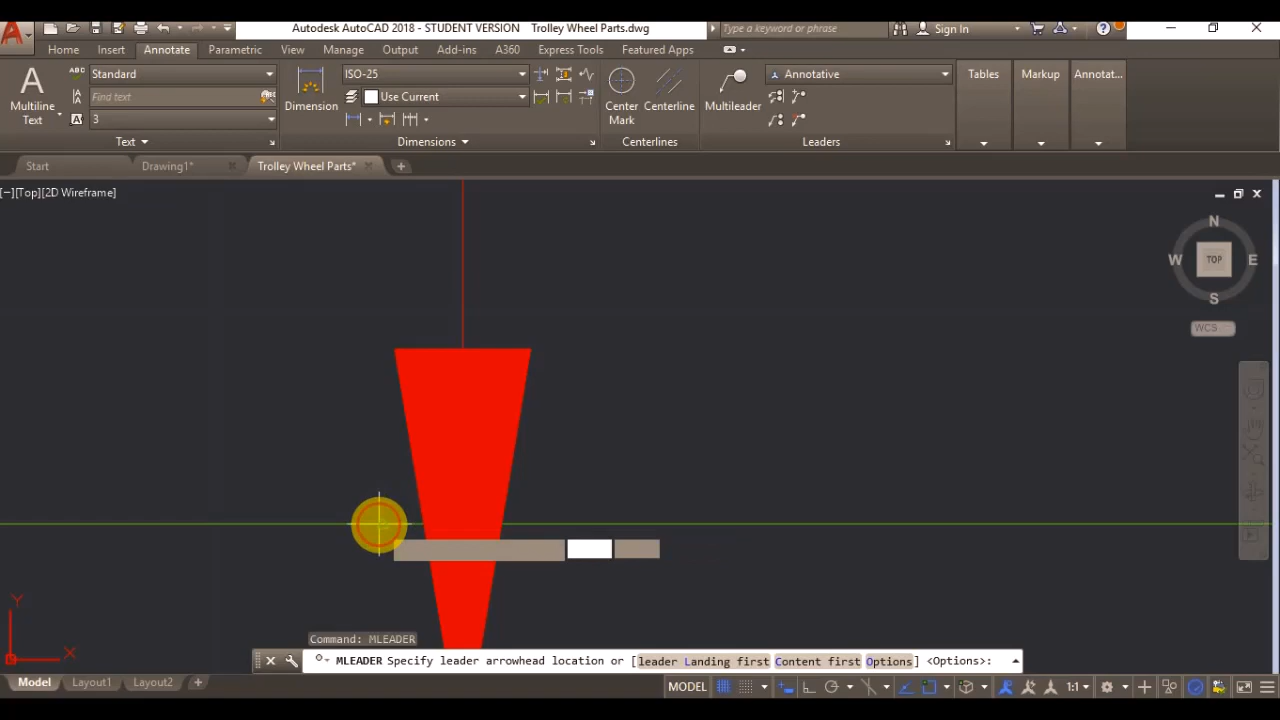 Autodesk AutoCAD 2018 - STUDENT VERSION Trolley Wheel Parts.dwg
Type a keyword or phrase
Sign In
Home Insert Annotate Parametric View Manage Output Add-ins A360 Express Tools Featured Apps
Standard
ISO-25
Annotative
Tables
Markup
Annotat...
Find text
Use Current
Multiline
Text
Dimension
Center
Mark
Centerline
Multileader
3
Text
Dimensions
Centerlines
Leaders
Start
Drawing1*
Trolley Wheel Parts*
[−][Top][2D Wireframe]
N
W
TOP
E
S
WCS
Y
X
Command: MLEADER
MLEADER Specify leader arrowhead location or [leader Landing first Content first Options] <Options>:
Model
Layout1
Layout2
MODEL
1:1